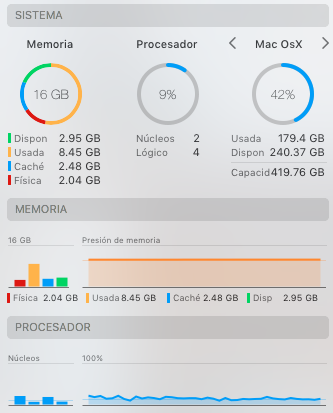 SISTEMA
Memoria Procesador Mac OsX
16 GB 9% 42%
Dispon 2.95 GB Núcleos 2 Usada 179.4 GB
Usada 8.45 GB Lógico 4 Dispon 240.37 GB
Caché 2.48 GB
Física 2.04 GB Capacid 419.76 GB
MEMORIA
16 GB Presión de memoria
Física 2.04 GB Usada 8.45 GB Caché 2.48 GB Disp 2.95 GB
PROCESADOR
Núcleos 100%